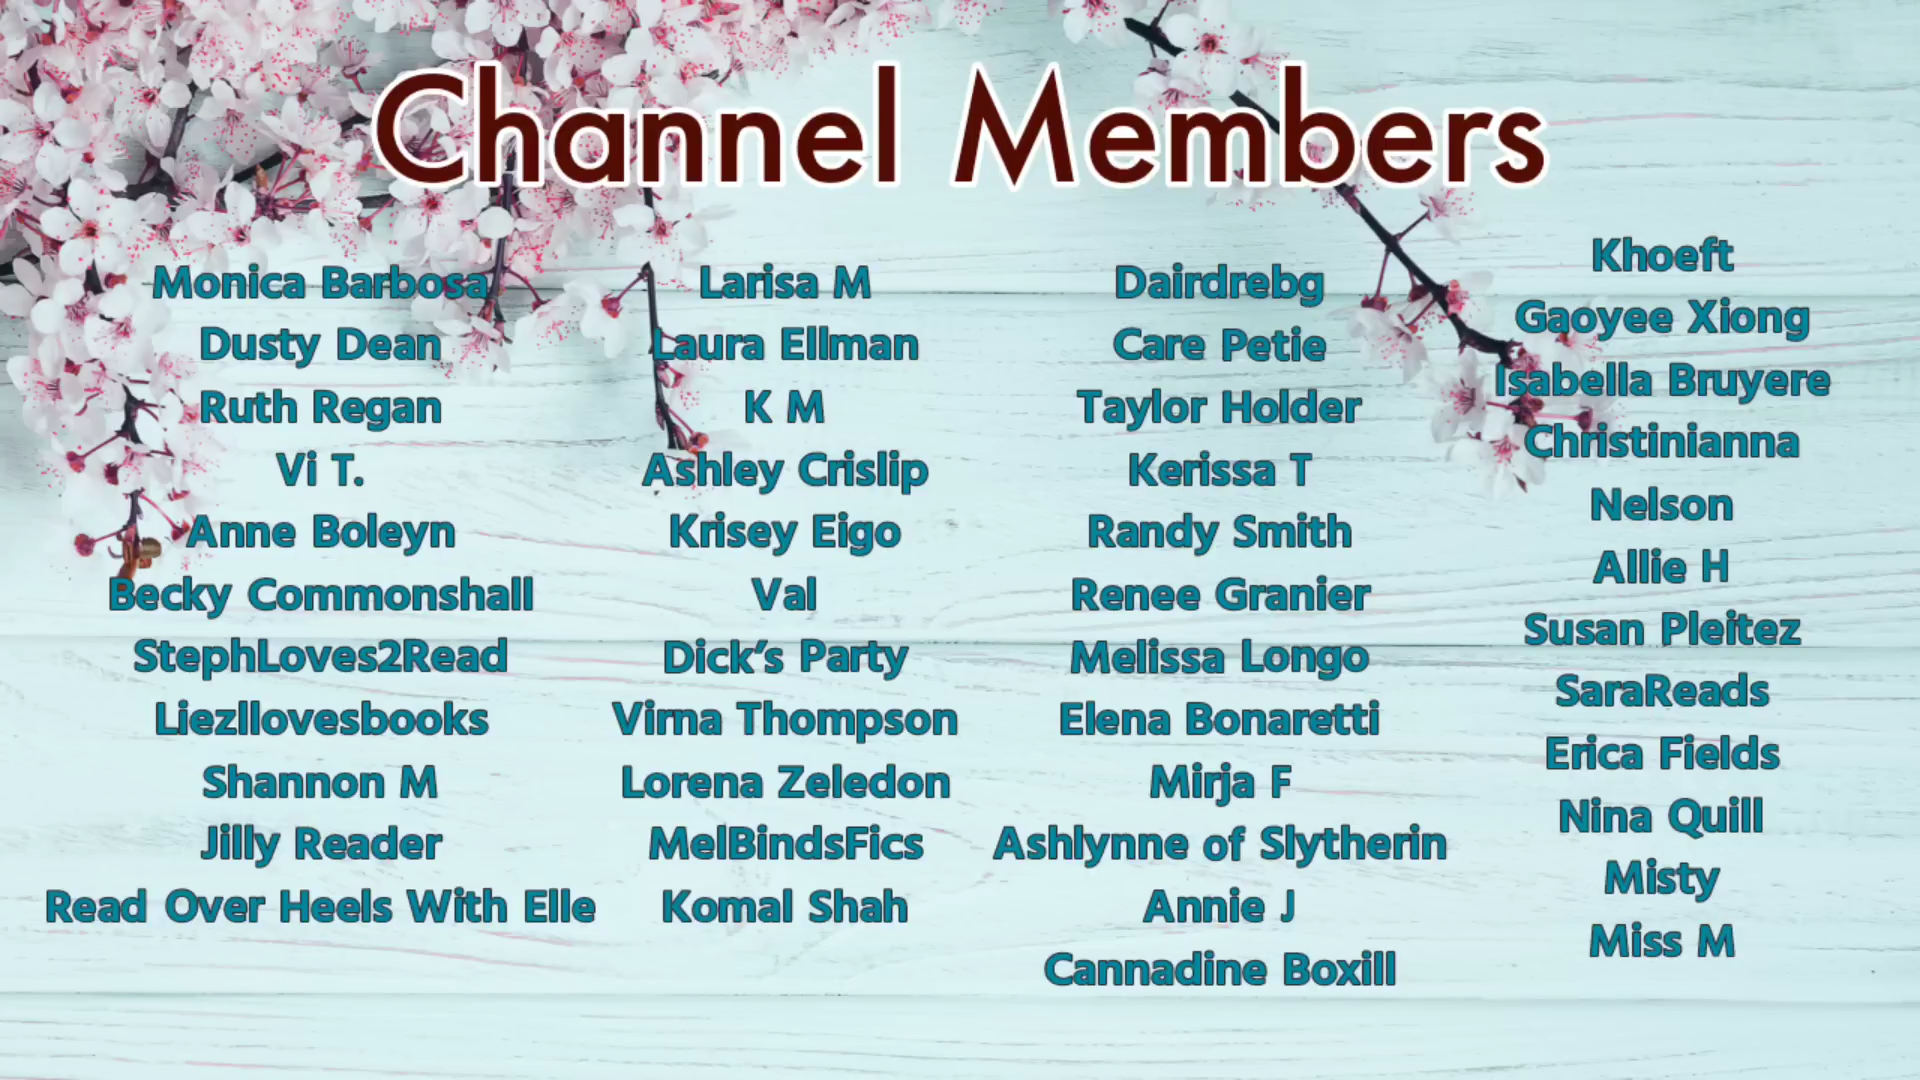 Channel Members
Monica Barbosa
Dusty Dean
Ruth Regan
Vi T.
Anne Boleyn
Becky Commonshall
StephLoves2Read
Liezllovesbooks
Shannon M
Jilly Reader
Read Over Heels With Elle
Larisa M
Laura Ellman
K M
Ashley Crislip
Krisey Eigo
Val
Dick’s Party
Virna Thompson
Lorena Zeledon
MelBindsFics
Komal Shah
Dairdrebg
Care Petie
Taylor Holder
Kerissa T
Randy Smith
Renee Granier
Melissa Longo
Elena Bonaretti
Mirja F
Ashlynne of Slytherin
Annie J
Cannadine Boxill
Khoeft
Gaoyee Xiong
Isabella Bruyere
Christinianna
Nelson
Allie H
Susan Pleitez
SaraReads
Erica Fields
Nina Quill
Misty
Miss M